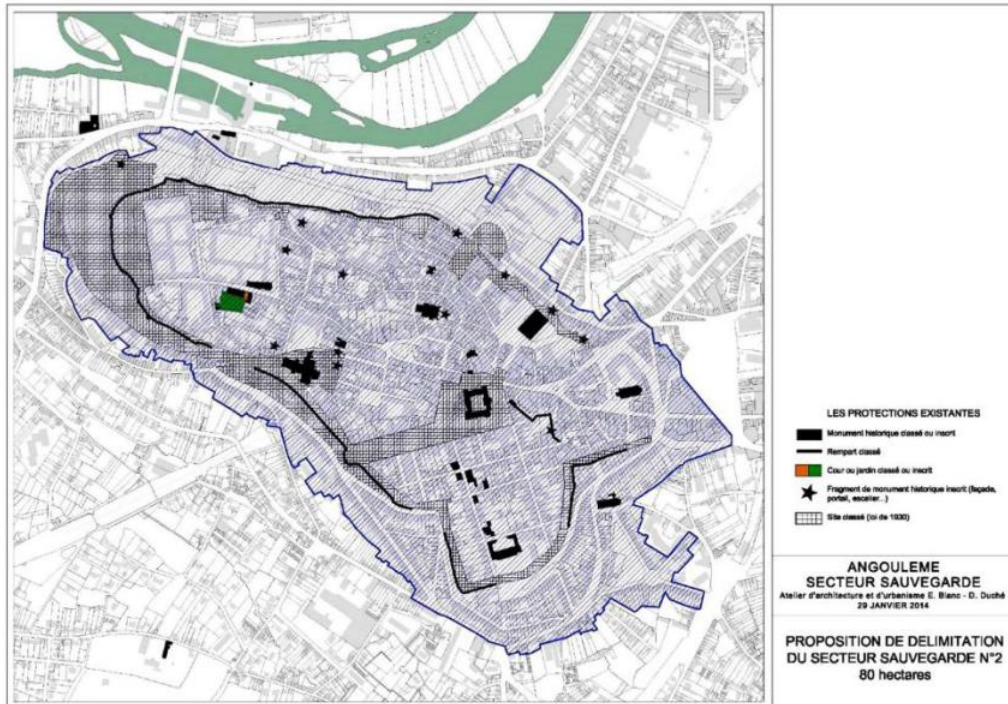 LES PROTECTIONS EXISTANTES
Monument historique classé ou inscrit
Rempart classé
Cour ou jardin classé ou inscrit
Fragment de monument historique inscrit (façade,
portail, escalier...)
Site classé (loi de 1930)
ANGOULEME
SECTEUR SAUVEGARDE
Atelier d'architecture et d'urbanisme E. Blanc - D. Duché
29 JANVIER 2014
PROPOSITION DE DELIMITATION
DU SECTEUR SAUVEGARDE N°2
80 hectares